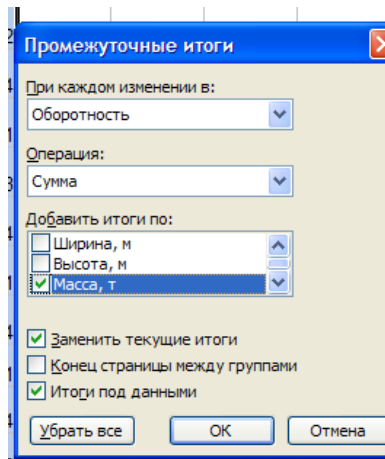 Промежуточные итоги
При каждом изменении в:
Оборотность
Операция:
Сумма
Добавить итоги по:
Ширина, м
Высота, м
Масса, т
Заменить текущие итоги
Конец страницы между группами
Итоги под данными
Убрать все
ОК
Отмена